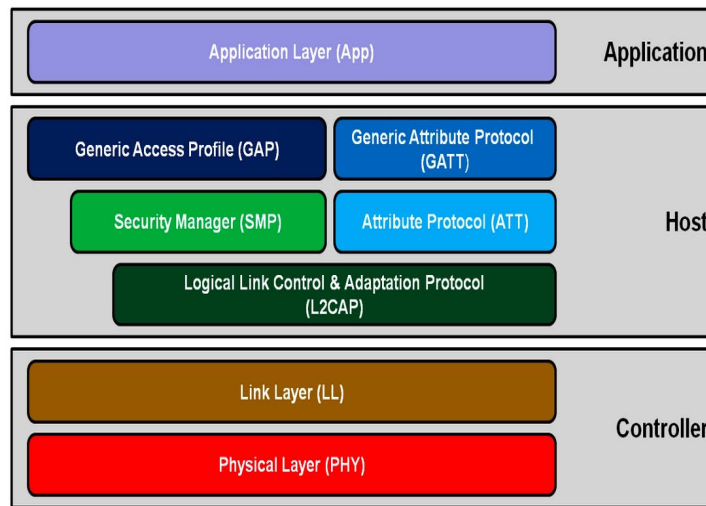 Application Layer (App)
Application
Generic Access Profile (GAP)
Generic Attribute Protocol
(GATT)
Security Manager (SMP)
Attribute Protocol (ATT)
Host
Logical Link Control & Adaptation Protocol
(L2CAP)
Link Layer (LL)
Controller
Physical Layer (PHY)